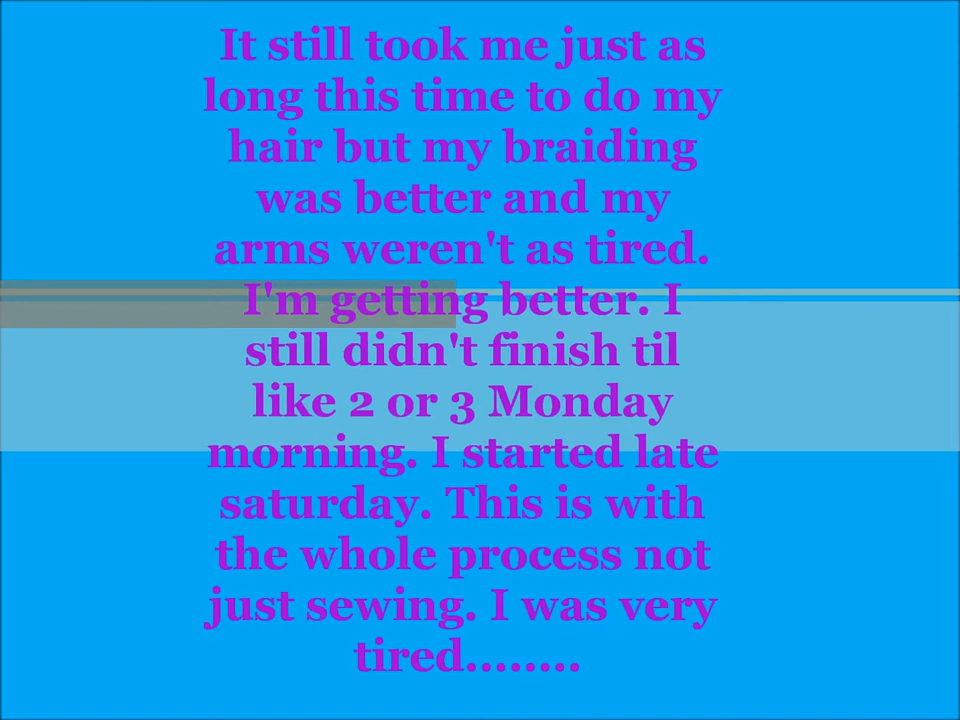 It still took me just as
long this time to do my
hair but my braiding
was better and my
arms weren't as tired.
I'm getting better. I
still didn't finish til
like 2 or 3 Monday
morning. I started late
saturday. This is with
the whole process not
just sewing. I was very
tired........